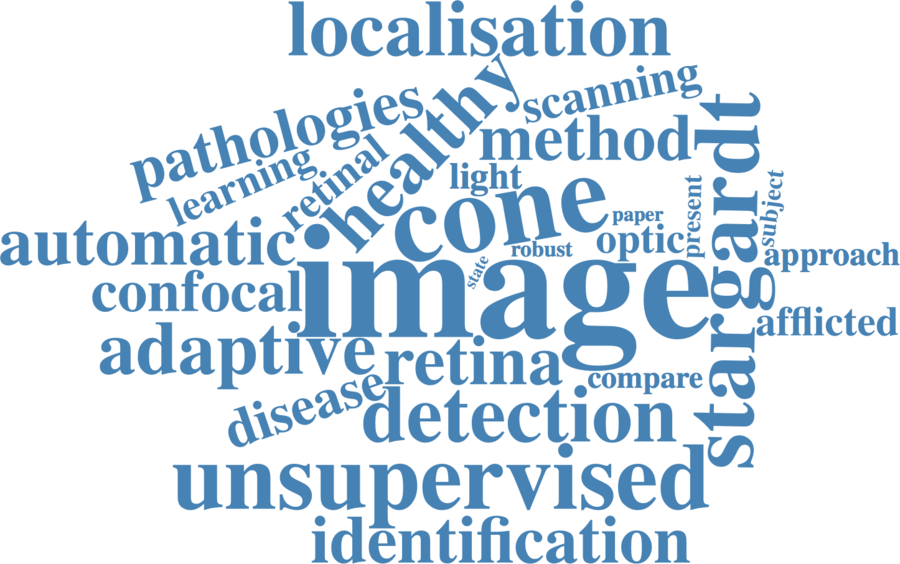 localisation
healthy
scanning
pathologies
method
stargardt
learning
retinal
light
cone
present
subject
paper
automatic
robust
optic
approach
state
image
confocal
afflicted
adaptive
retina
compare
disease
detection
unsupervised
identification